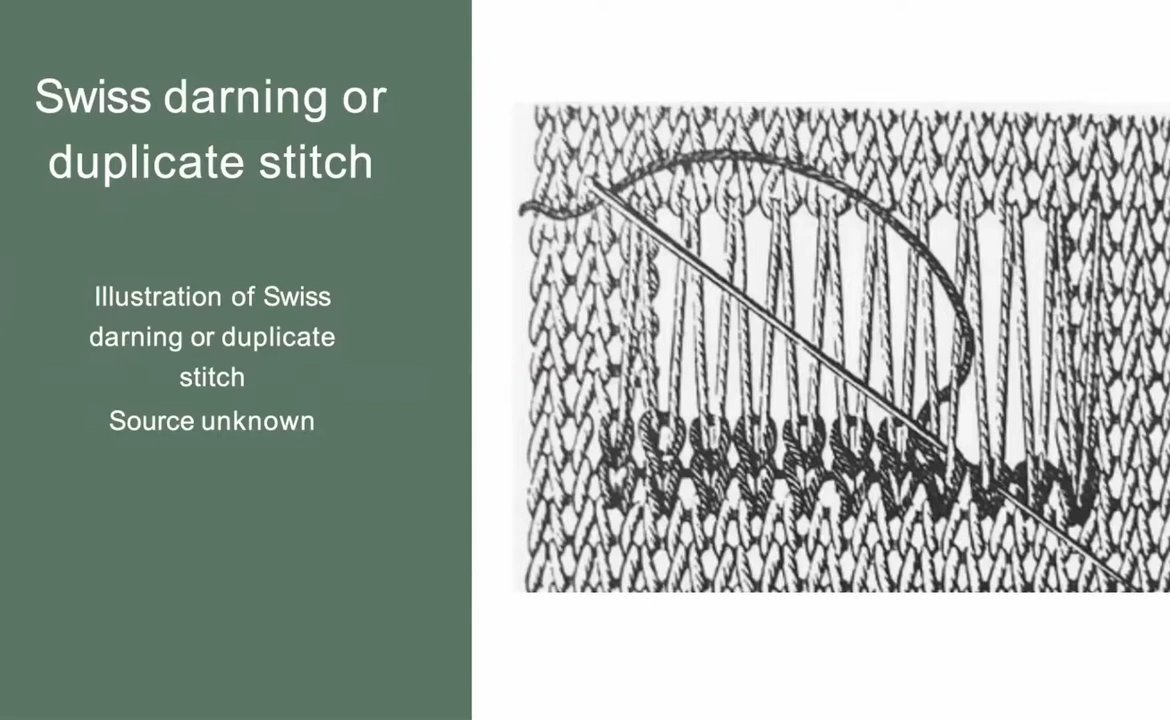 Swiss darning or
duplicate stitch
Illustration of Swiss
darning or duplicate
stitch
Source unknown